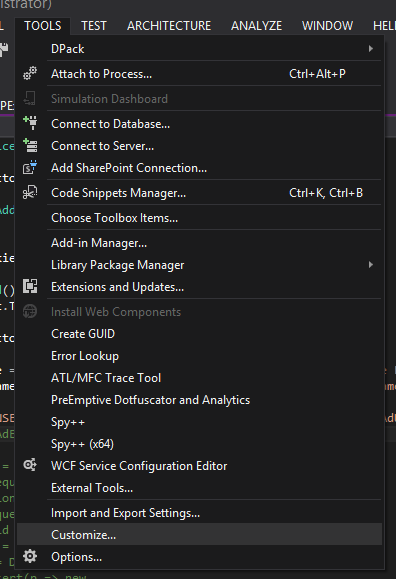 istrator)
TOOLS TEST ARCHITECTURE ANALYZE WINDOW HEL
DPack
Attach to Process... Ctrl+Alt+P
Simulation Dashboard
Connect to Database...
Connect to Server...
Add SharePoint Connection...
Code Snippets Manager... Ctrl+K, Ctrl+B
Choose Toolbox Items...
Add-in Manager...
Library Package Manager
Extensions and Updates...
Install Web Components
Create GUID
Error Lookup
ATL/MFC Trace Tool
PreEmptive Dotfuscator and Analytics
Spy++
Spy++ (x64)
WCF Service Configuration Editor
External Tools...
Import and Export Settings...
Customize...
Options...